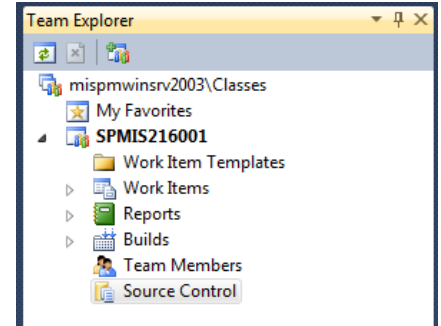 Team Explorer
mispmwinsrv2003\Classes
My Favorites
SPMIS216001
Work Item Templates
Work Items
Reports
Builds
Team Members
Source Control